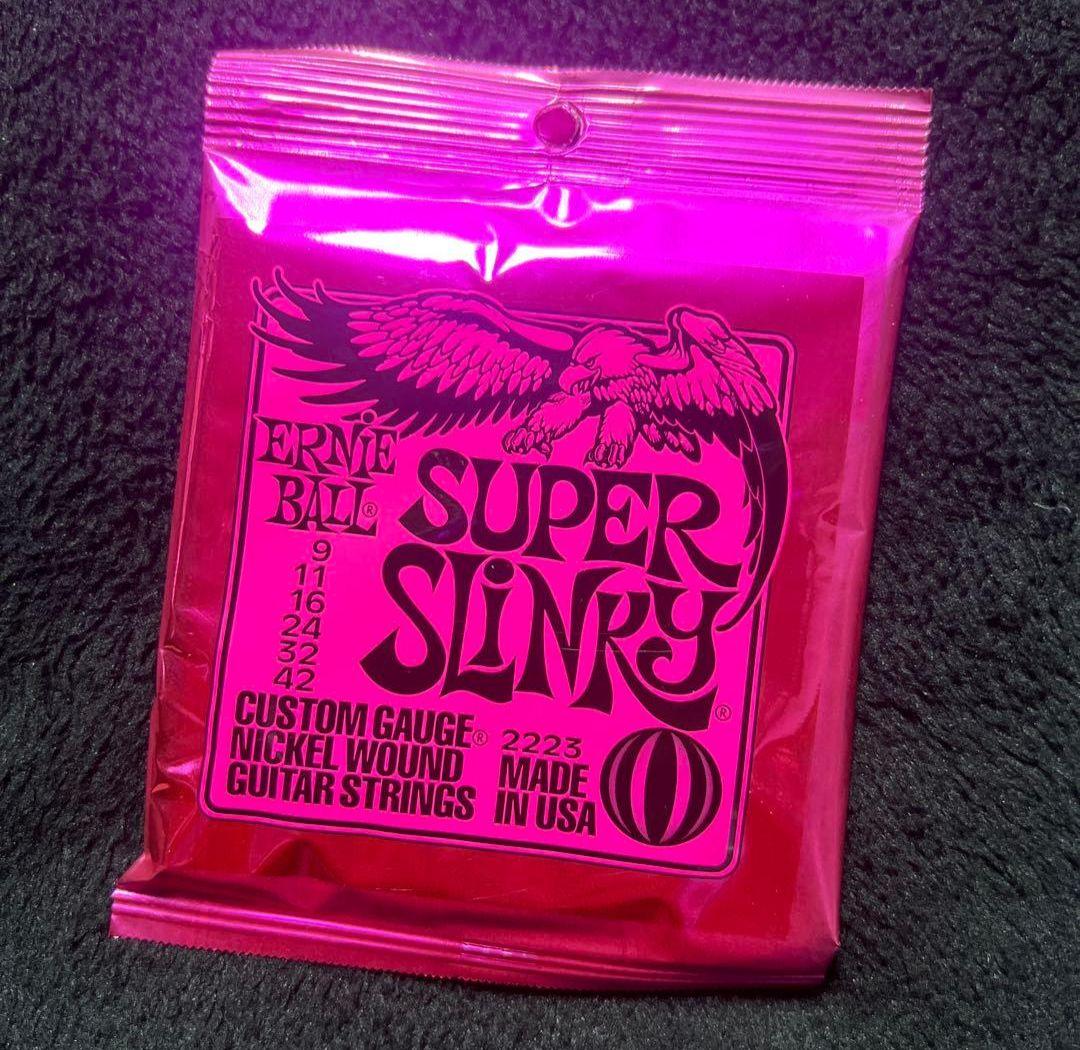 ERNiE
BALL®
SUPER
SLiNKY®
9
11
16
24
32
42
CUSTOM GAUGE®
NICKEL WOUND
GUITAR STRINGS
2223
MADE
IN USA